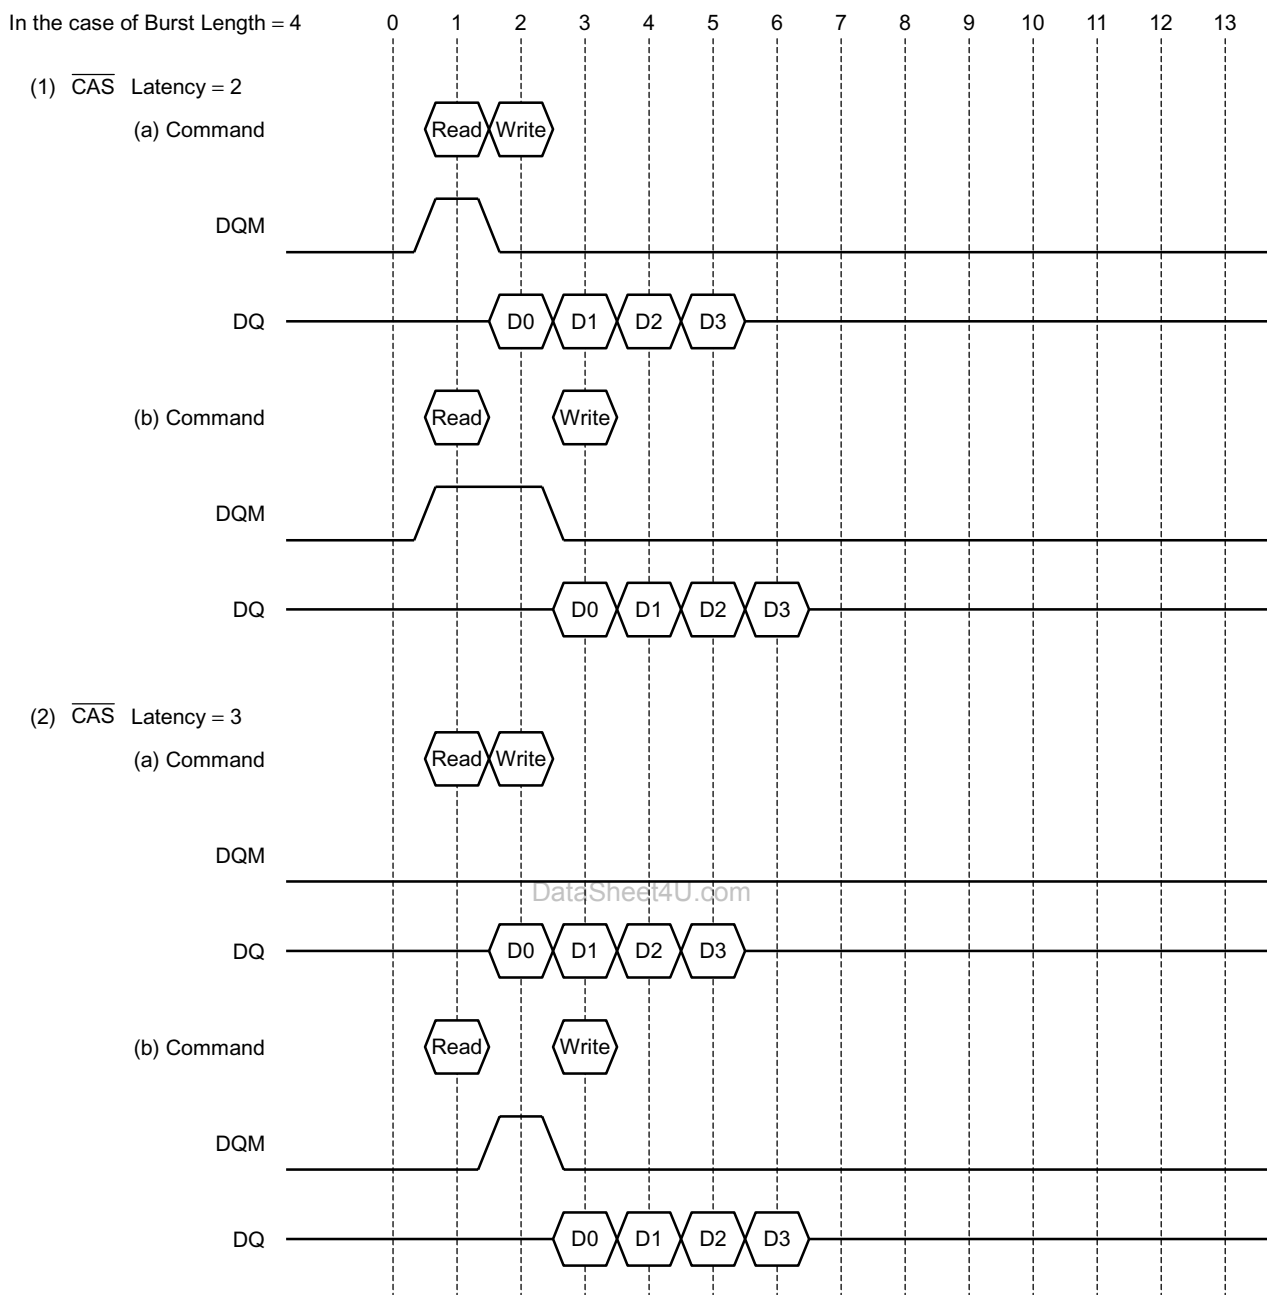 In the case of Burst Length = 4 0 1 2 3 4 5 6 7 8 9 10 11 12 13
(1) CAS Latency = 2
(a) Command Read Write
DQM
DQ D0 D1 D2 D3
(b) Command Read Write
DQM
DQ D0 D1 D2 D3
(2) CAS Latency = 3
(a) Command Read Write
DQM
DataSheet4U.com
DQ D0 D1 D2 D3
(b) Command Read Write
DQM
DQ D0 D1 D2 D3